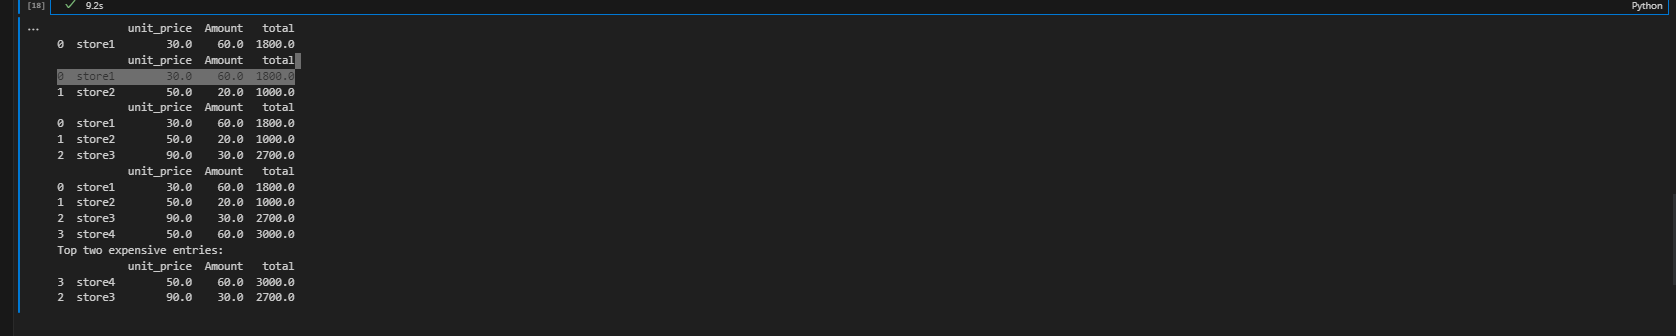 [18] 9.2s Python
... unit_price Amount total
0 store1 30.0 60.0 1800.0
unit_price Amount total
0 store1 30.0 60.0 1800.0
1 store2 50.0 20.0 1000.0
unit_price Amount total
0 store1 30.0 60.0 1800.0
1 store2 50.0 20.0 1000.0
2 store3 90.0 30.0 2700.0
unit_price Amount total
0 store1 30.0 60.0 1800.0
1 store2 50.0 20.0 1000.0
2 store3 90.0 30.0 2700.0
3 store4 50.0 60.0 3000.0
Top two expensive entries:
unit_price Amount total
3 store4 50.0 60.0 3000.0
2 store3 90.0 30.0 2700.0